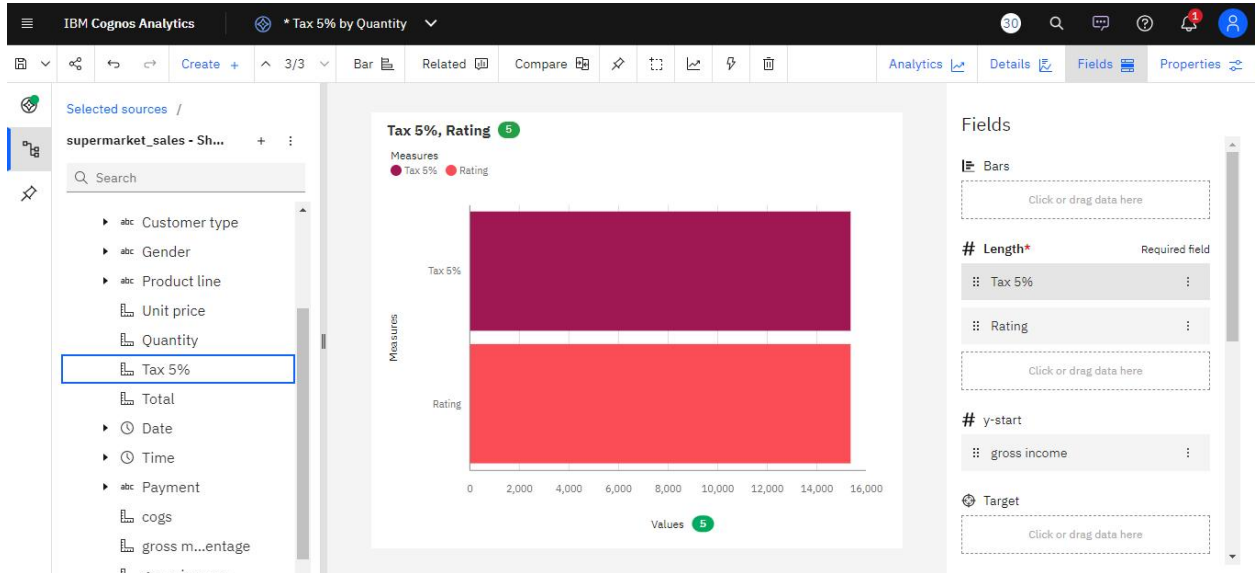 IBM Cognos Analytics
* Tax 5% by Quantity
30
1
Create +
3/3
Bar
Related
Compare
Analytics
Details
Fields
Properties
Selected sources /
supermarket_sales - Sh...
Search
abc Customer type
abc Gender
abc Product line
Unit price
Quantity
Tax 5%
Total
Date
Time
abc Payment
cogs
gross m...entage
Tax 5%, Rating 5
Measures
Tax 5% Rating
Measures
Tax 5%
Rating
0 2,000 4,000 6,000 8,000 10,000 12,000 14,000 16,000
Values 5
Fields
Bars
Click or drag data here
# Length* Required field
Tax 5%
Rating
Click or drag data here
# y-start
gross income
Target
Click or drag data here